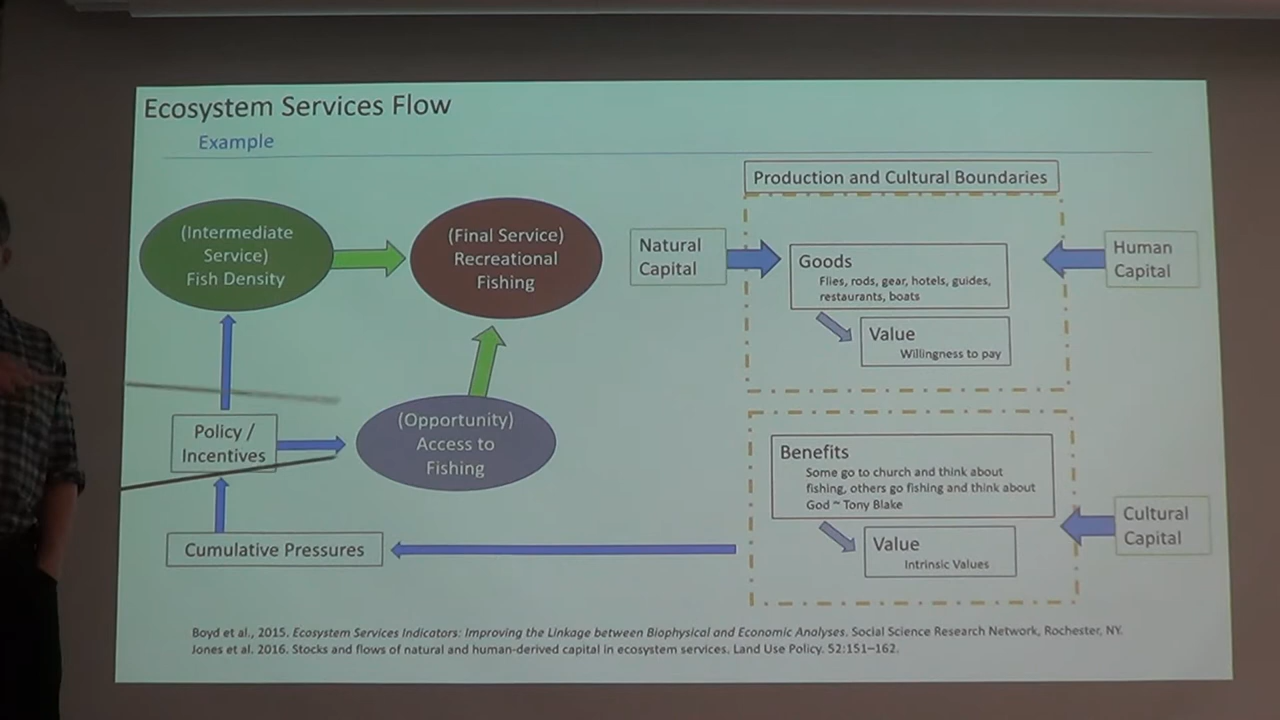 Ecosystem Services Flow
Example
(Intermediate
Service)
Fish Density
(Final Service)
Recreational
Fishing
Policy /
Incentives
(Opportunity)
Access to
Fishing
Cumulative Pressures
Natural
Capital
Production and Cultural Boundaries
Goods
Flies, rods, gear, hotels, guides,
restaurants, boats
Value
Willingness to pay
Human
Capital
Benefits
Some go to church and think about
fishing, others go fishing and think about
God ~ Tony Blake
Value
Intrinsic Values
Cultural
Capital
Boyd et al., 2015. Ecosystem Services Indicators: Improving the Linkage between Biophysical and Economic Analyses. Social Science Research Network, Rochester, NY.
Jones et al. 2016. Stocks and flows of natural and human-derived capital in ecosystem services. Land Use Policy. 52:151–162.